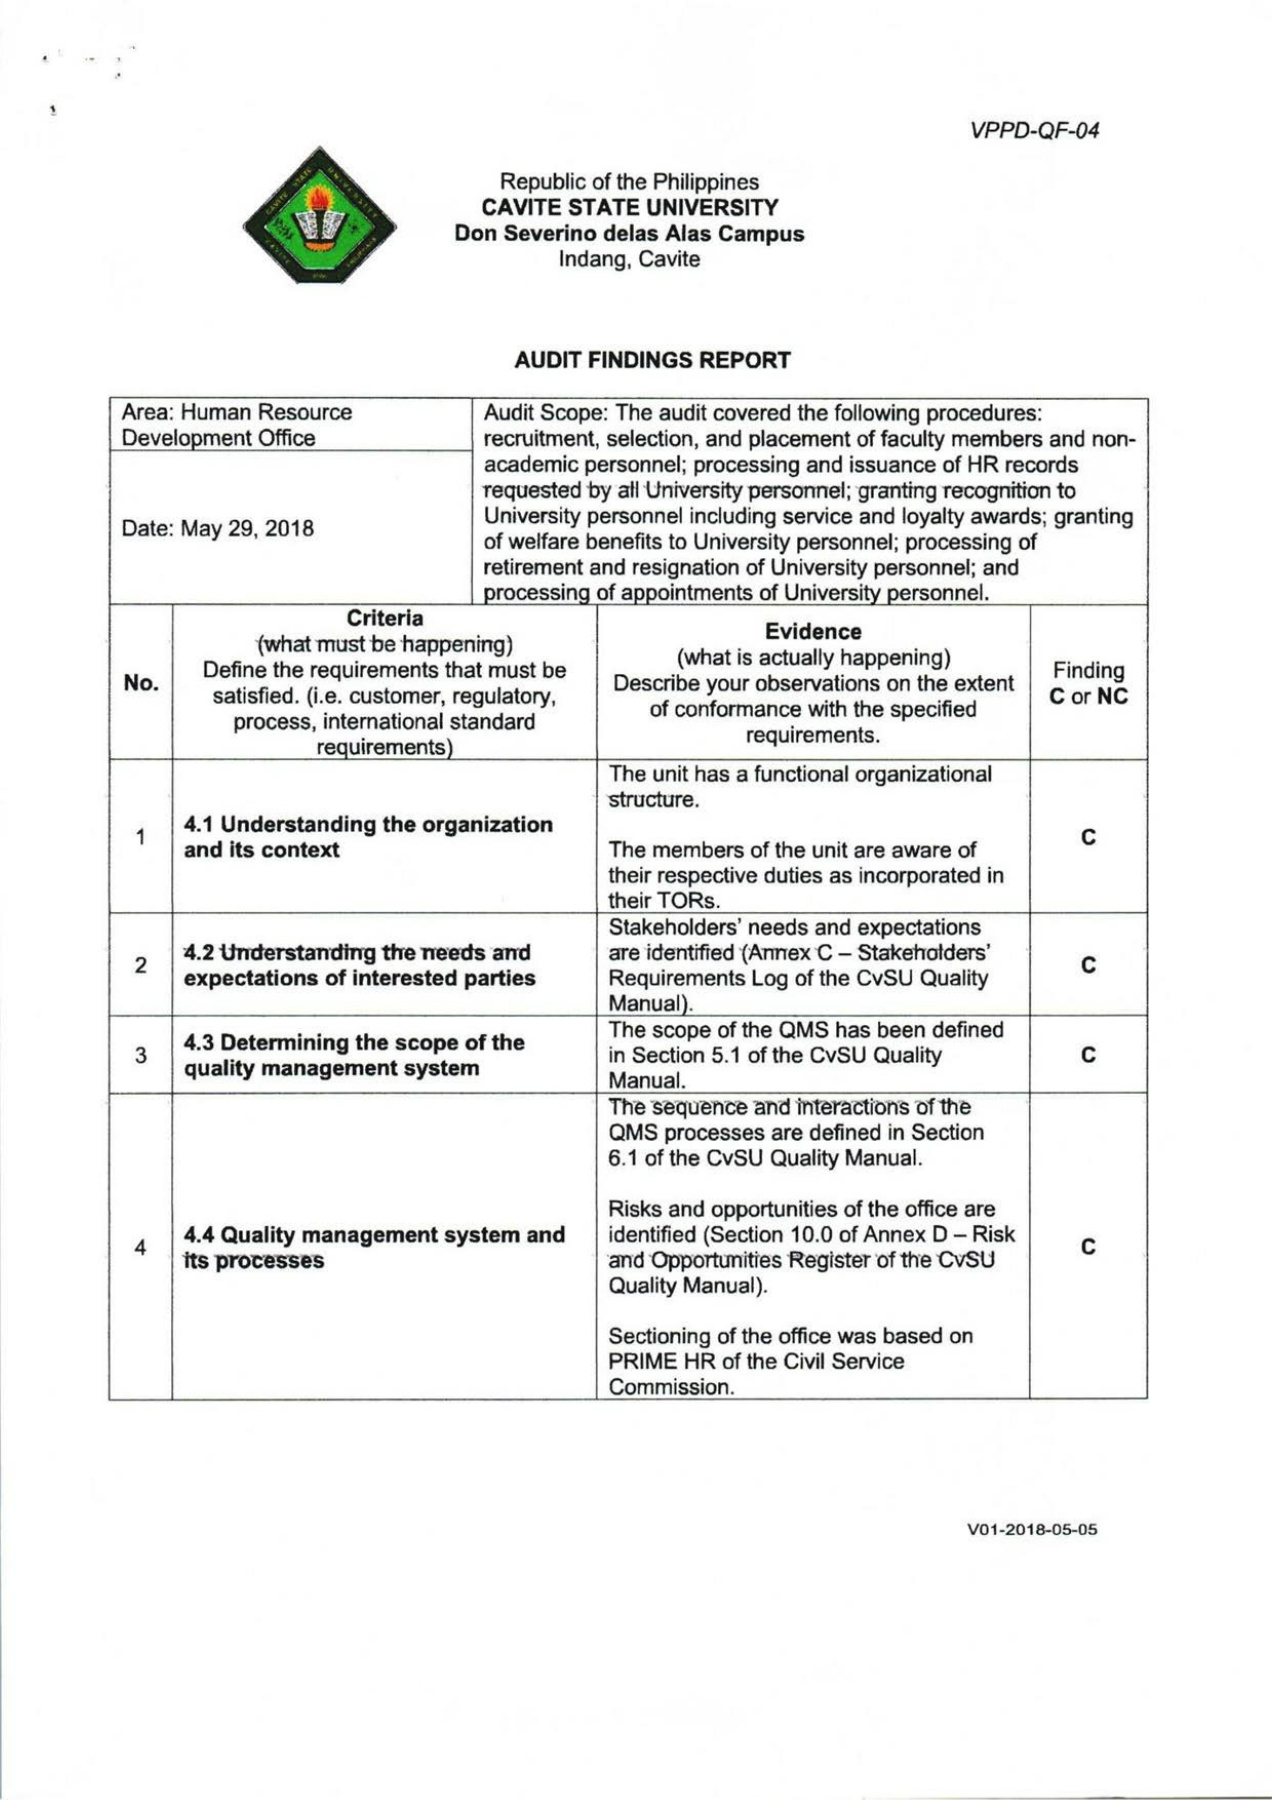 VPPD-QF-04
Republic of the Philippines
CAVITE STATE UNIVERSITY
Don Severino delas Alas Campus
Indang, Cavite
AUDIT FINDINGS REPORT
Area: Human Resource
Development Office
Date: May 29, 2018
Audit Scope: The audit covered the following procedures:
recruitment, selection, and placement of faculty members and non-
academic personnel; processing and issuance of HR records
requested by all University personnel; granting recognition to
University personnel including service and loyalty awards; granting
of welfare benefits to University personnel; processing of
retirement and resignation of University personnel; and
processing of appointments of University personnel.
No.
Criteria
(what must be happening)
Define the requirements that must be
satisfied. (i.e. customer, regulatory,
process, international standard
requirements)
Evidence
(what is actually happening)
Describe your observations on the extent
of conformance with the specified
requirements.
Finding
C or NC
1
4.1 Understanding the organization
and its context
The unit has a functional organizational
structure.
The members of the unit are aware of
their respective duties as incorporated in
their TORs.
C
2
4.2 Understanding the needs and
expectations of interested parties
Stakeholders' needs and expectations
are identified (Annex C – Stakeholders'
Requirements Log of the CvSU Quality
Manual).
C
3
4.3 Determining the scope of the
quality management system
The scope of the QMS has been defined
in Section 5.1 of the CvSU Quality
Manual.
C
4
4.4 Quality management system and
its processes
The sequence and interactions of the
QMS processes are defined in Section
6.1 of the CvSU Quality Manual.
Risks and opportunities of the office are
identified (Section 10.0 of Annex D – Risk
and Opportunities Register of the CvSU
Quality Manual).
Sectioning of the office was based on
PRIME HR of the Civil Service
Commission.
C
V01-2018-05-05